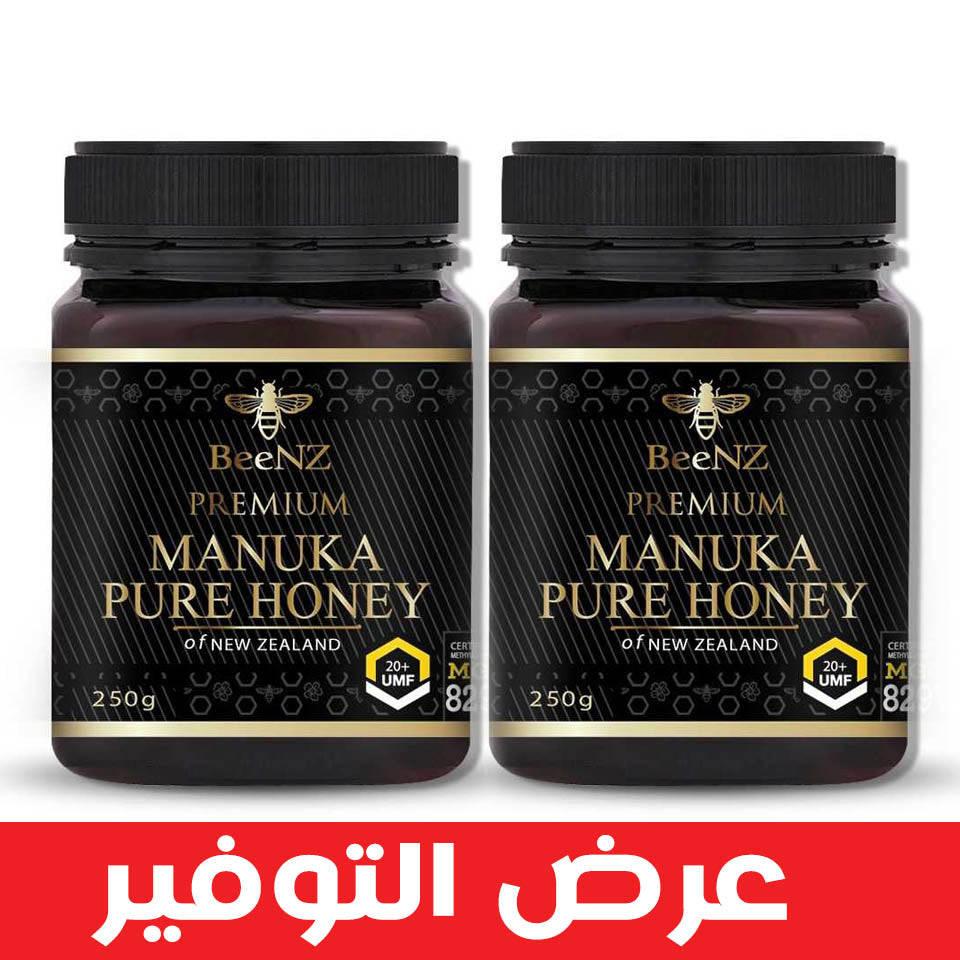 BeeNZ
PREMIUM
MANUKA
PURE HONEY
of NEW ZEALAND
20+
UMF
250g
BeeNZ
PREMIUM
MANUKA
PURE HONEY
of NEW ZEALAND
20+
UMF
250g
عرض التوفير